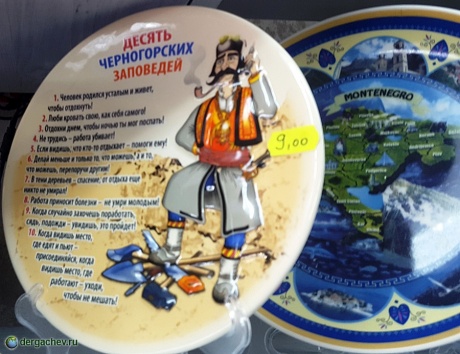 ДЕСЯТЬ
ЧЕРНОГОРСКИХ
ЗАПОВЕДЕЙ
1. Человек родился усталым и живет,
чтобы отдохнуть!
2. Люби кровать свою, как себя самого!
3. Отдохни днем, чтобы ночью ты мог поспать!
4. Не трудись – работа убивает!
5. Если видишь, что кто-то отдыхает – помоги ему!
6. Делай меньше и только то, что можешь, а и то,
что можешь, перепоручи другим!
7. В тени деревьев – спасение, от отдыха еще
никто не умирал!
8. Работа приносит болезни – не умри молодым!
9. Когда случайно захочешь поработать,
сядь, подожди – увидишь, это пройдет!
10. Когда видишь место,
где едят и пьют –
присоединяйся, когда
видишь место, где
работают – уходи,
чтобы не мешать!
9,00
MONTENEGRO
dergachev.ru